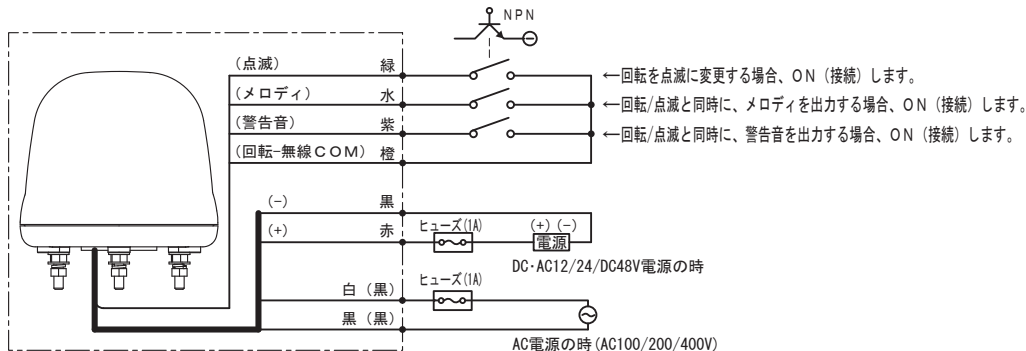 NPN
(点滅) 緑 ←回転を点滅に変更する場合、ON (接続) します。
(メロディ) 水 ←回転/点滅と同時に、メロディを出力する場合、ON (接続) します。
(警告音) 紫 ←回転/点滅と同時に、警告音を出力する場合、ON (接続) します。
(回転-無線COM) 橙
(-) 黒
(+) 赤 ヒューズ(1A) (+) (-)
電源
DC・AC12/24/DC48V電源の時
白 (黒) ヒューズ(1A)
黒 (黒)
AC電源の時(AC100/200/400V)